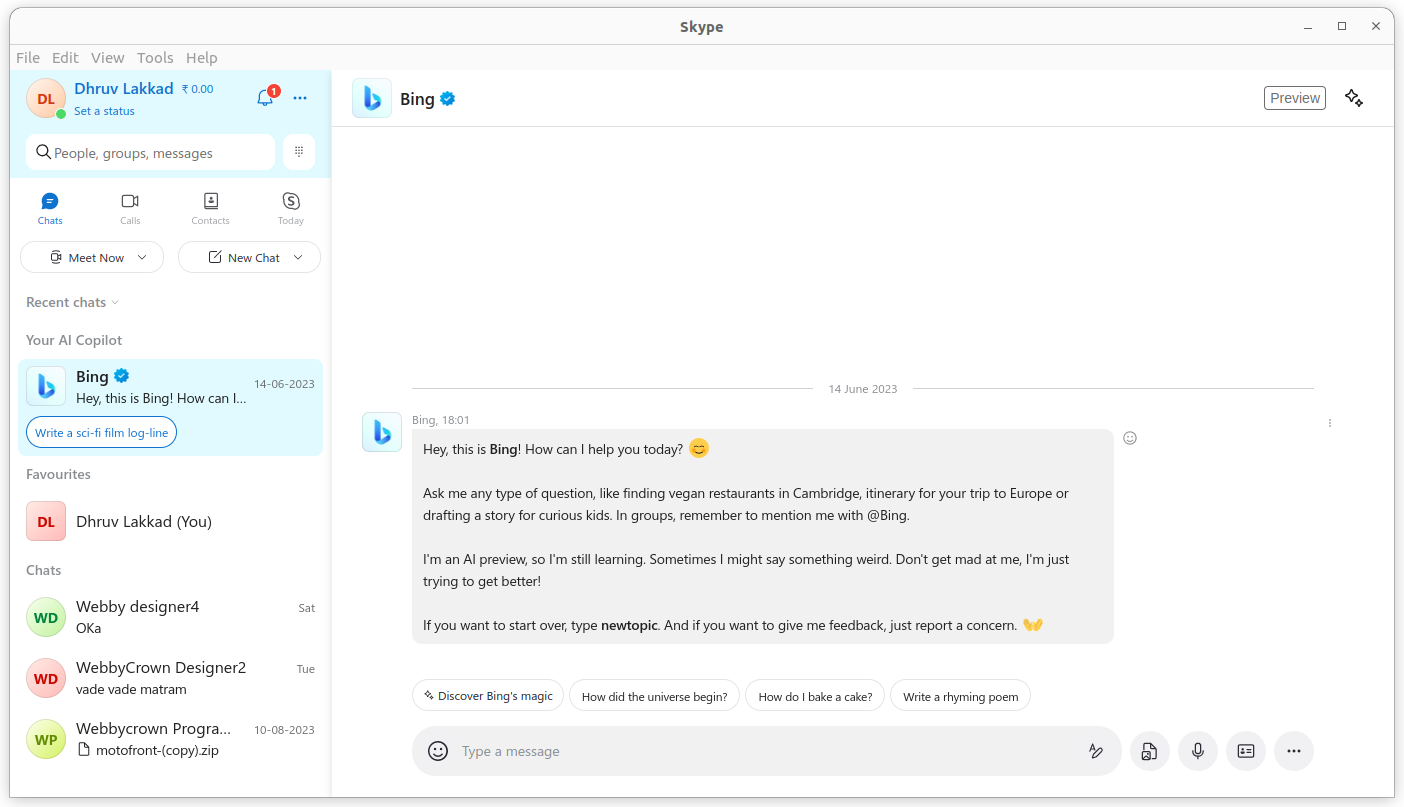 Skype
File Edit View Tools Help
DL
Dhruv Lakkad ₹ 0.00
Set a status
1
People, groups, messages
Chats
Calls
Contacts
Today
Meet Now
New Chat
Recent chats
Your AI Copilot
Bing
14-06-2023
Hey, this is Bing! How can I...
Write a sci-fi film log-line
Favourites
DL
Dhruv Lakkad (You)
Chats
WD
Webby designer4
Sat
OKa
WD
WebbyCrown Designer2
Tue
vade vade matram
WP
Webbycrown Progra...
10-08-2023
motofront-(copy).zip
Bing
Preview
14 June 2023
Bing, 18:01
Hey, this is Bing! How can I help you today? 😊
Ask me any type of question, like finding vegan restaurants in Cambridge, itinerary for your trip to Europe or
drafting a story for curious kids. In groups, remember to mention me with @Bing.
I'm an AI preview, so I'm still learning. Sometimes I might say something weird. Don't get mad at me, I'm just
trying to get better!
If you want to start over, type newtopic. And if you want to give me feedback, just report a concern. 👐
Discover Bing's magic
How did the universe begin?
How do I bake a cake?
Write a rhyming poem
Type a message